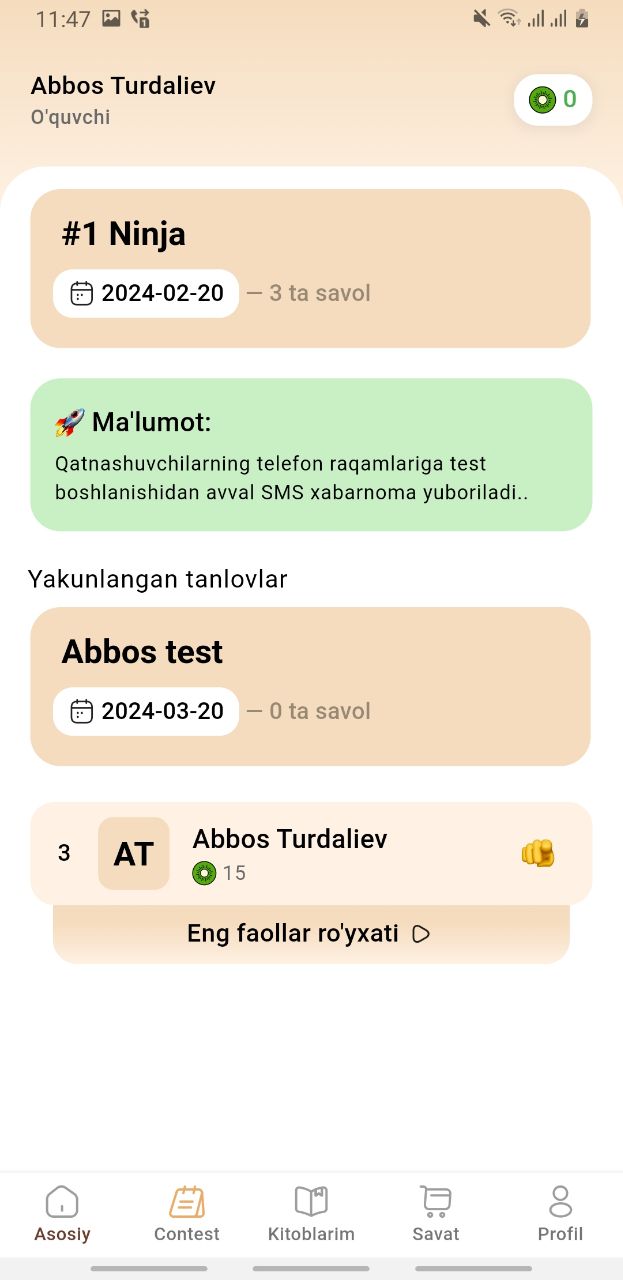 11:47
Abbos Turdaliev
O'quvchi
0
#1 Ninja
2024-02-20 — 3 ta savol
🚀 Ma'lumot:
Qatnashuvchilarning telefon raqamlariga test
boshlanishidan avval SMS xabarnoma yuboriladi..
Yakunlangan tanlovlar
Abbos test
2024-03-20 — 0 ta savol
3 AT Abbos Turdaliev
15
Eng faollar ro'yxati
Asosiy Contest Kitoblarim Savat Profil